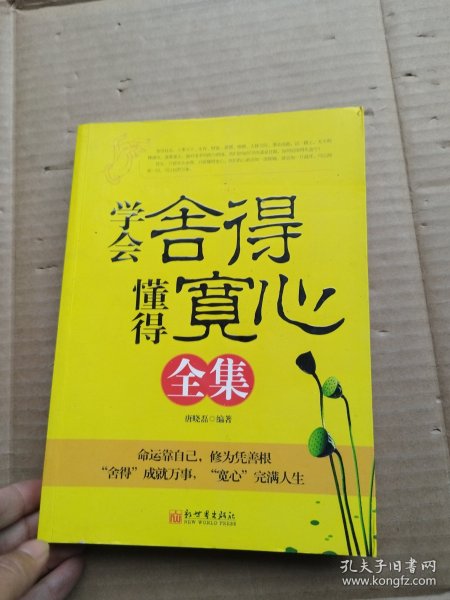 学会舍得
懂得寬心
全集
唐晓磊◎编著
命运靠自己，修为凭善根
“舍得”成就万事，“宽心”完满人生
新世界出版社
NEW WORLD PRESS
孔夫子旧书网
www.kongfz.com